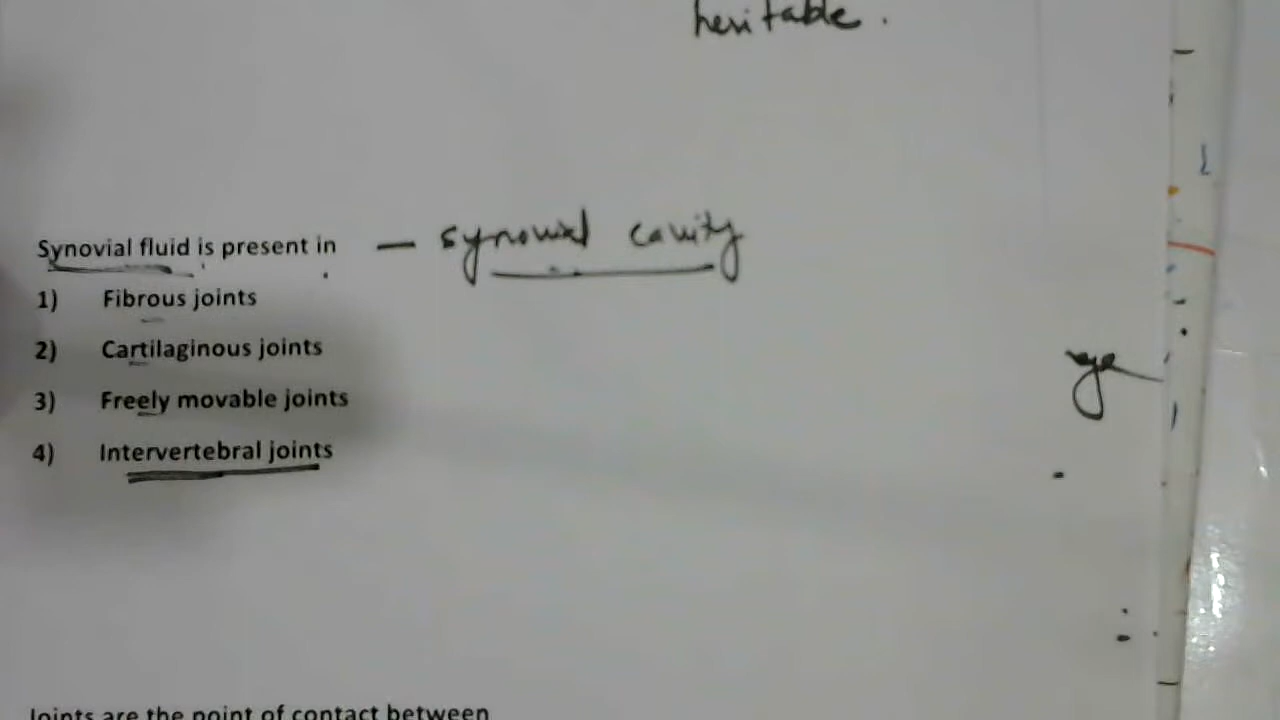 heritable.
Synovial fluid is present in — synovial cavity
1) Fibrous joints
2) Cartilaginous joints
3) Freely movable joints
4) Intervertebral joints
Joints are the point of contact between